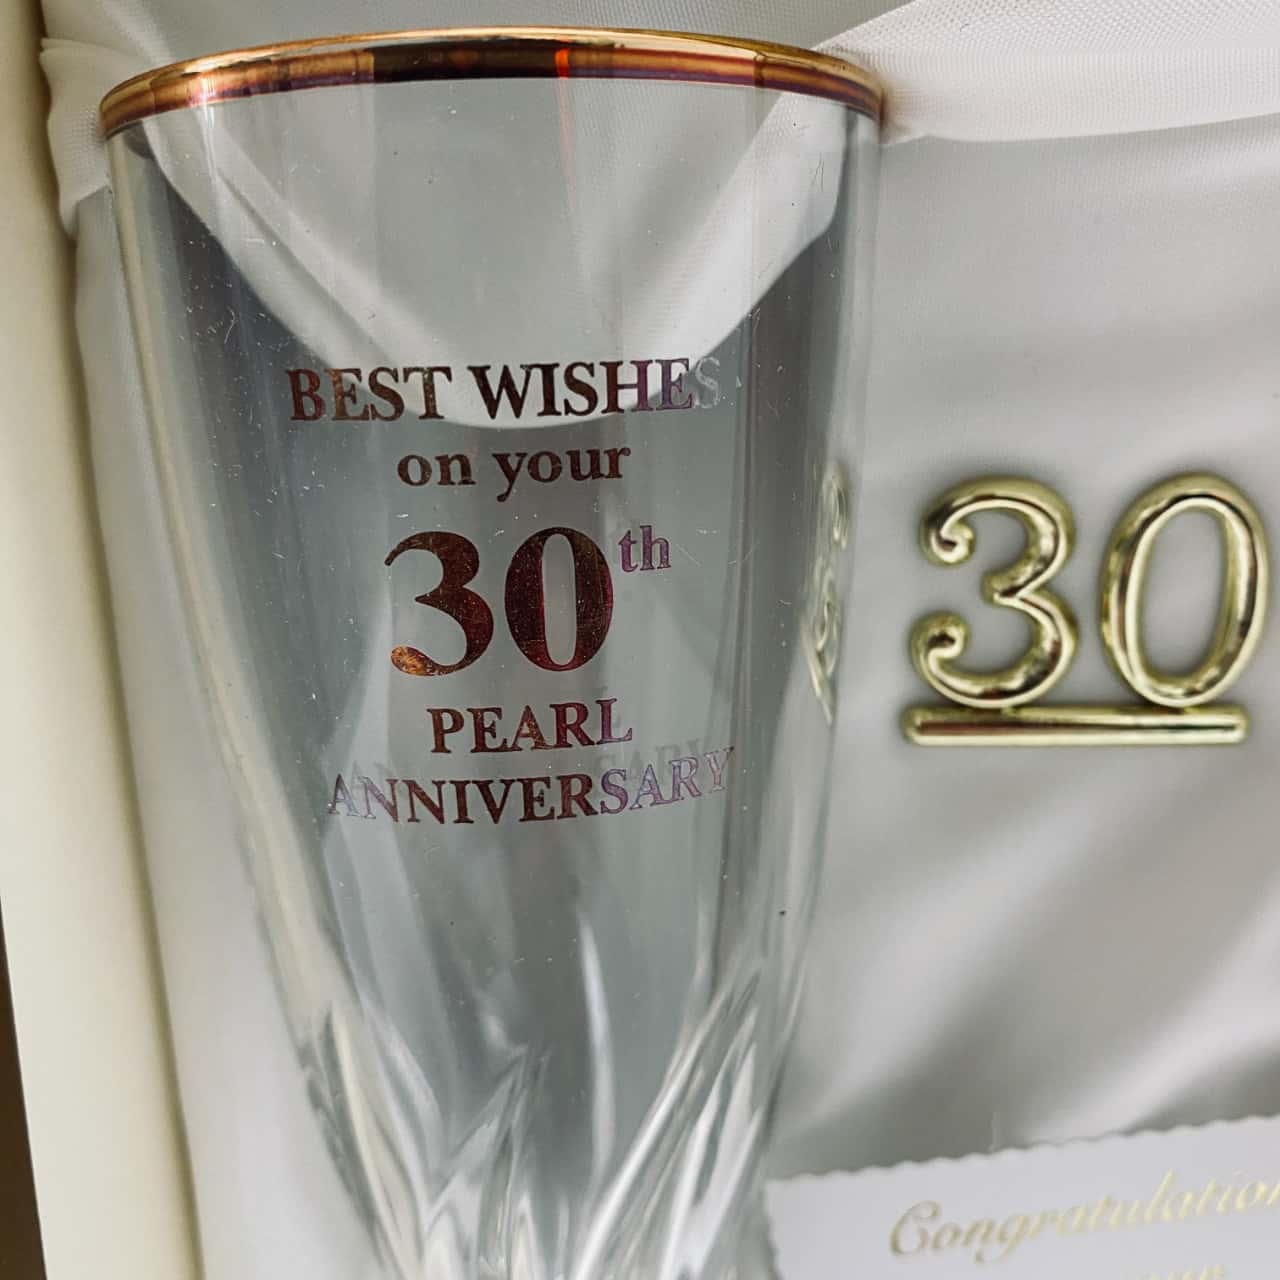 BEST WISHES
on your
30th
PEARL
ANNIVERSARY
30
Congratulation